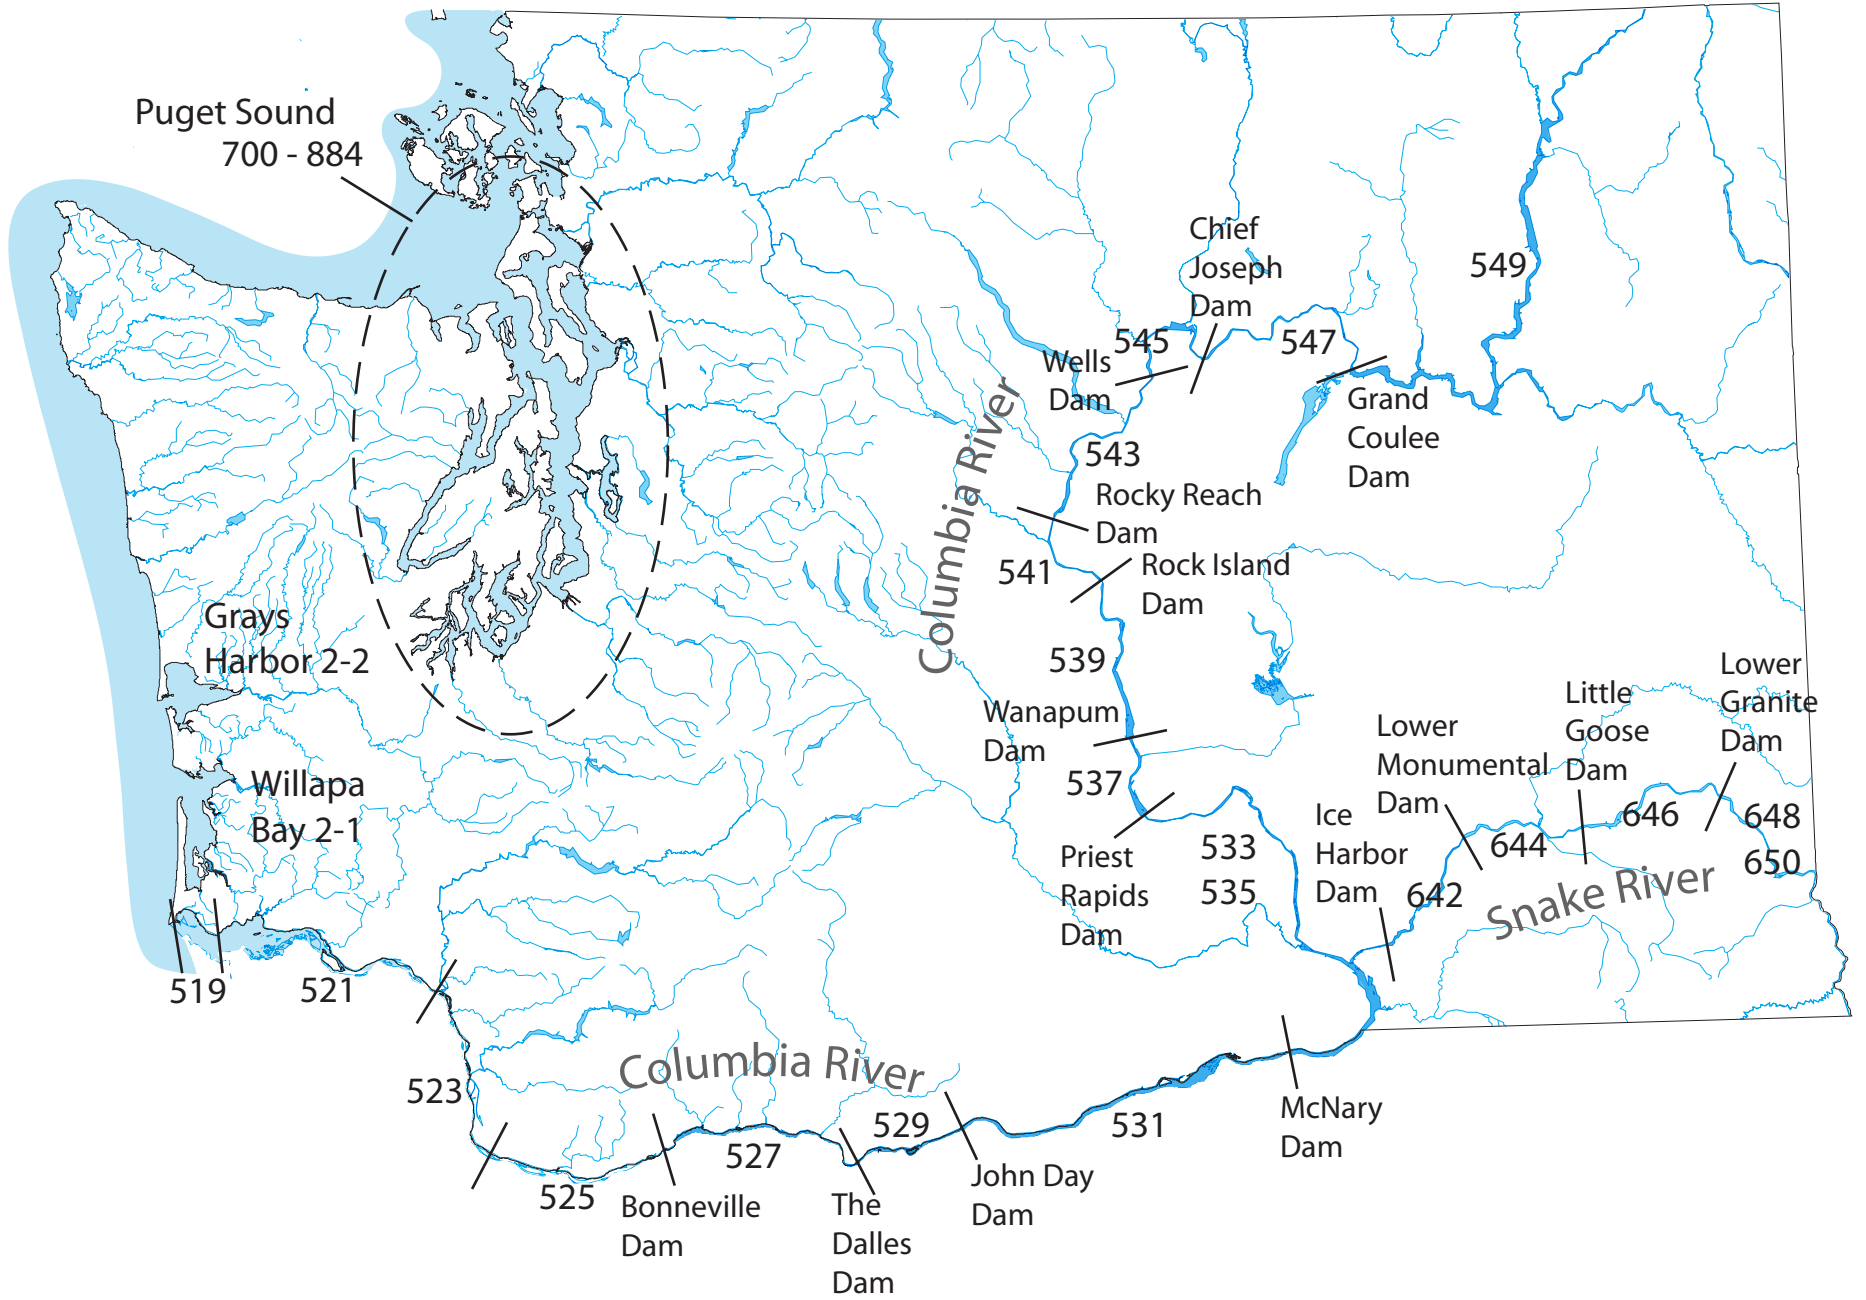 Puget Sound
700 - 884
Chief
Joseph
Dam
549
545
547
Wells
Dam
Grand
Coulee
Dam
543
Columbia River
Rocky Reach
Dam
541
Rock Island
Dam
Grays
Harbor 2-2
539
Wanapum
Dam
537
Willapa
Bay 2-1
Priest
Rapids
Dam
533
535
Ice
Harbor
Dam
Lower
Monumental
Dam
Little
Goose
Dam
Lower
Granite
Dam
642
644
646
648
650
Snake River
519
521
523
Columbia River
525
Bonneville
Dam
527
The
Dalles
Dam
529
John Day
Dam
531
McNary
Dam